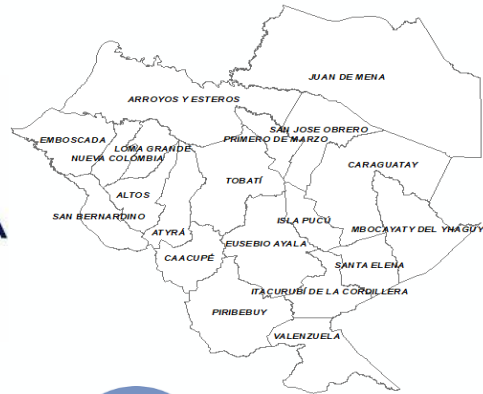 JUAN DE MENA
ARROYOS Y ESTEROS
SAN JOSE OBRERO
EMBOSCADA
PRIMERO DE MARZO
LOMA GRANDE
NUEVA COLOMBIA
CARAGUATAY
TOBATÍ
ALTOS
SAN BERNARDINO
ISLA PUCÚ
ATYRÁ
MBOCAYATY DEL YHAGUY
EUSEBIO AYALA
CAACUPÉ
SANTA ELENA
ITACURUBÍ DE LA CORDILLERA
PIRIBEBUY
VALENZUELA